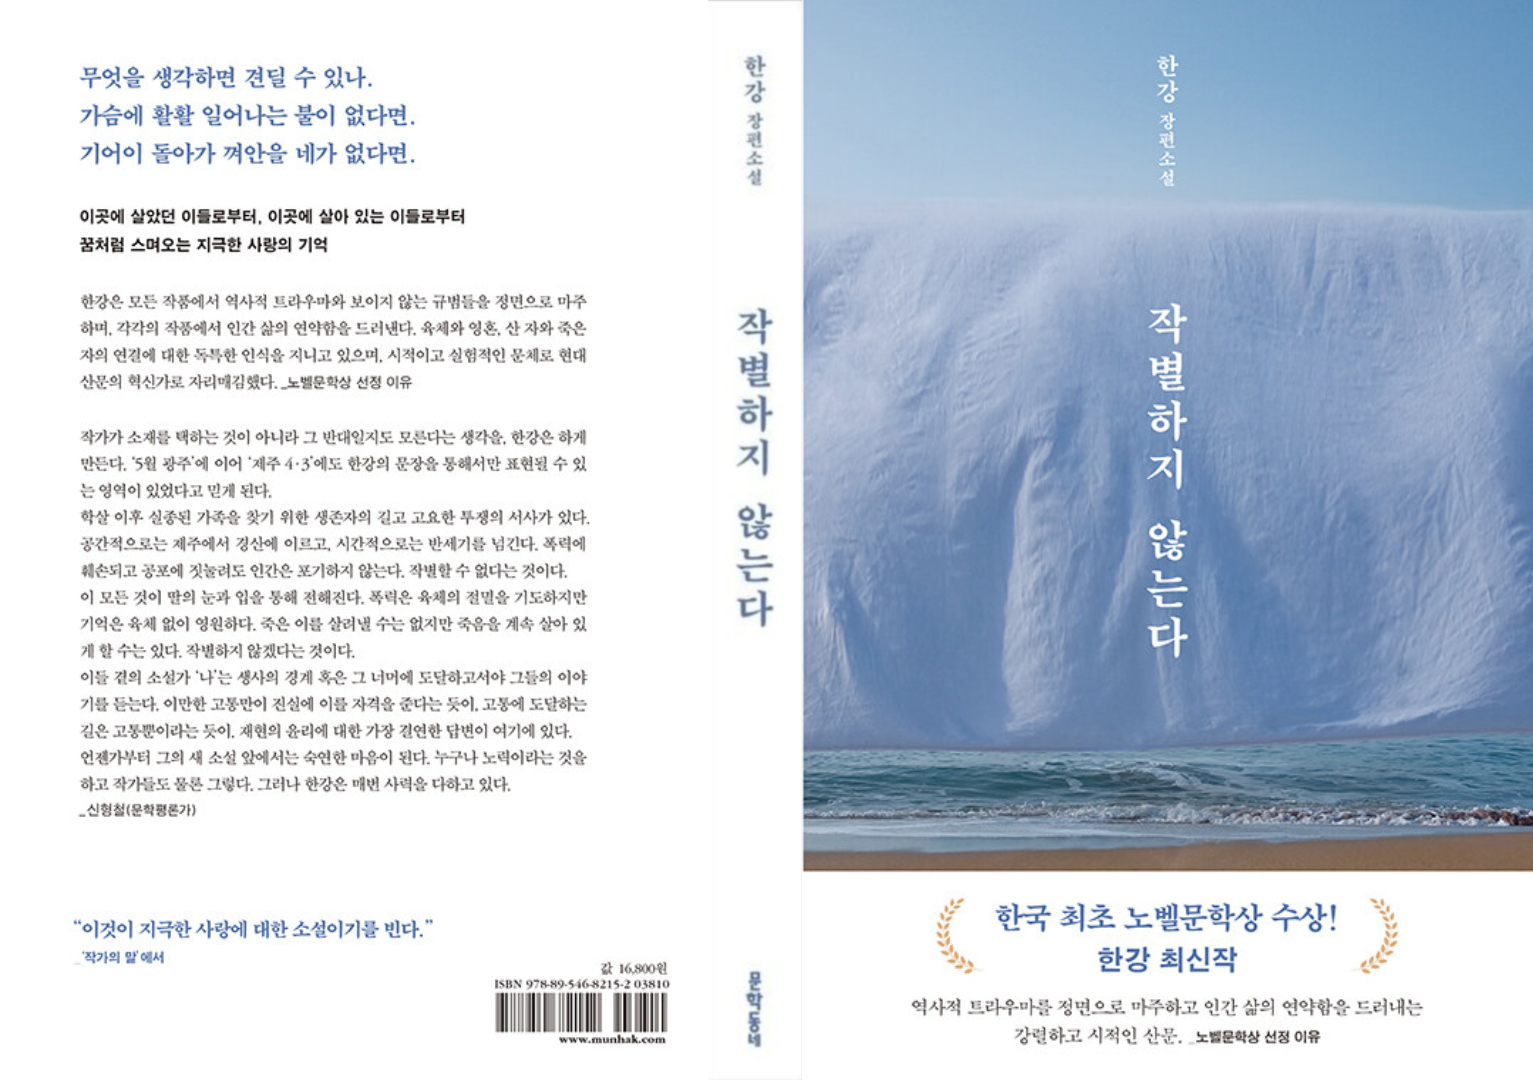 무엇을 생각하면 견딜 수 있나.
가슴에 활활 일어나는 불이 없다면.
기어이 돌아가 껴안을 네가 없다면.
이곳에 살았던 이들로부터, 이곳에 살아 있는 이들로부터
꿈처럼 스며오는 지극한 사랑의 기억
한강은 모든 작품에서 역사적 트라우마와 보이지 않는 규범들을 정면으로 마주
하며, 각각의 작품에서 인간 삶의 연약함을 드러낸다. 육체와 영혼, 산 자와 죽은
자의 연결에 대한 독특한 인식을 지니고 있으며, 시적이고 실험적인 문체로 현대
산문의 혁신가로 자리매김했다. _노벨문학상 선정 이유
작가가 소재를 택하는 것이 아니라 그 반대일지도 모른다는 생각을, 한강은 하게
만든다. ‘5월 광주’에 이어 ‘제주 4·3’에도 한강의 문장을 통해서만 표현될 수 있
는 영역이 있었다고 믿게 된다.
학살 이후 실종된 가족을 찾기 위한 생존자의 길고 고요한 투쟁의 서사가 있다.
공간적으로는 제주에서 경산에 이르고, 시간적으로는 반세기를 넘긴다. 폭력에
훼손되고 공포에 짓눌려도 인간은 포기하지 않는다. 작별할 수 없다는 것이다.
이 모든 것이 딸의 눈과 입을 통해 전해진다. 폭력은 육체의 절멸을 기도하지만
기억은 육체 없이 영원하다. 죽은 이를 살려낼 수는 없지만 죽음을 계속 살아 있
게 할 수는 있다. 작별하지 않겠다는 것이다.
이들 곁의 소설가 ‘나’는 생사의 경계 혹은 그 너머에 도달하고서야 그들의 이야
기를 듣는다. 이만한 고통만이 진실에 이를 자격을 준다는 듯이, 고통에 도달하는
길은 고통뿐이라는 듯이. 재현의 윤리에 대한 가장 결연한 답변이 여기에 있다.
언젠가부터 그의 새 소설 앞에서는 숙연한 마음이 된다. 누구나 노력이라는 것을
하고 작가들도 물론 그렇다. 그러나 한강은 매번 사력을 다하고 있다.
_신형철(문학평론가)
“이것이 지극한 사랑에 대한 소설이기를 빈다.”
_‘작가의 말’에서
값 16,800원
ISBN 978-89-546-8215-2 03810
www.munhak.com
한강 장편소설
작별하지 않는다
문학동네
한강 장편소설
작별하지 않는다
한국 최초 노벨문학상 수상!
한강 최신작
역사적 트라우마를 정면으로 마주하고 인간 삶의 연약함을 드러내는
강렬하고 시적인 산문. _노벨문학상 선정 이유